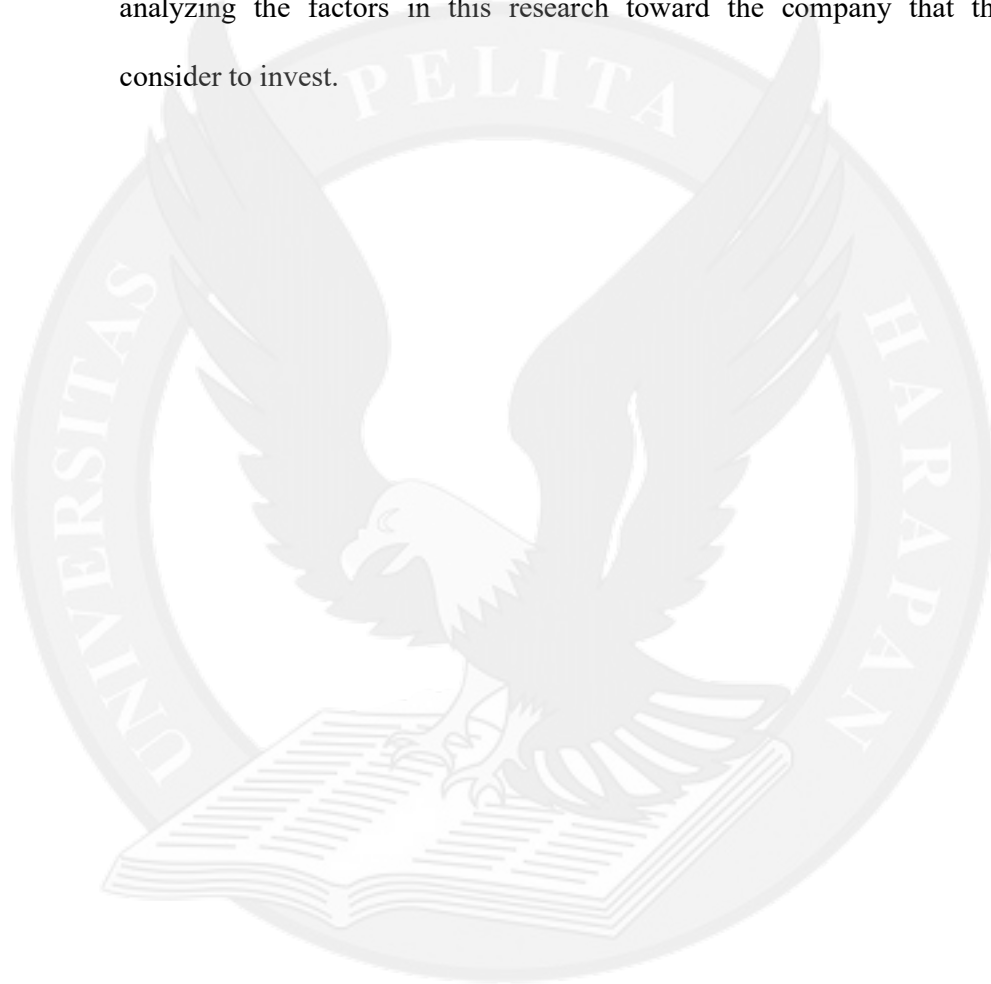 analyzing the factors in this research toward the company that
consider to invest.
UNIVERSITAS PELITA HARAPAN